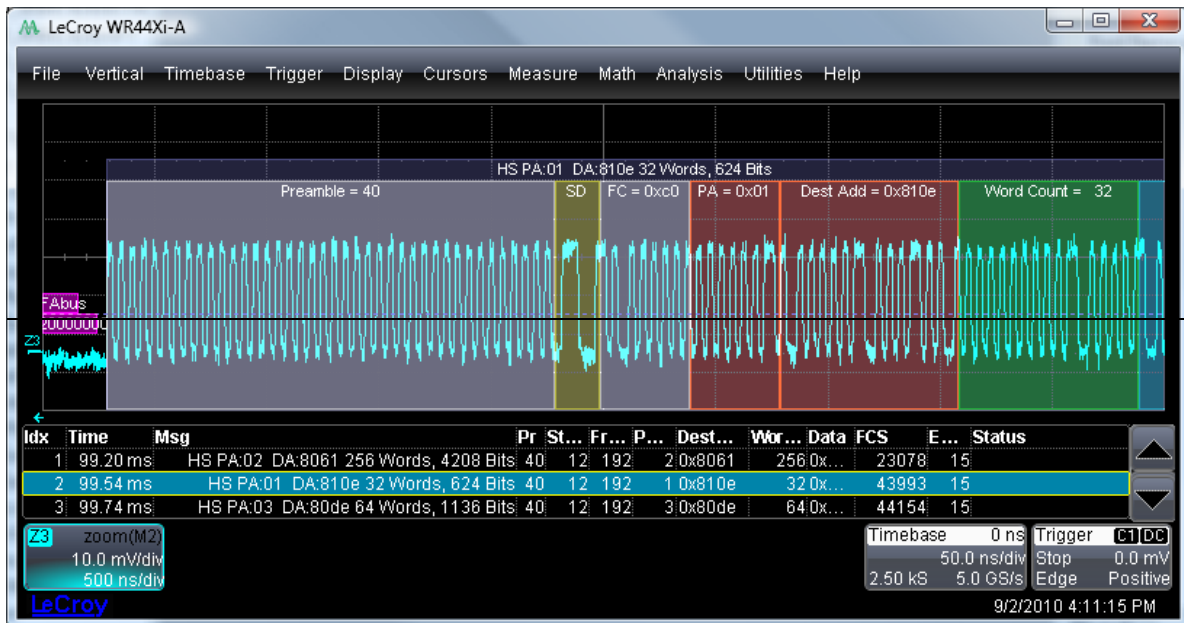 LeCroy WR44Xi-A
File Vertical Timebase Trigger Display Cursors Measure Math Analysis Utilities Help
HS PA:01 DA:810e 32 Words, 624 Bits
Preamble = 40 SD FC = 0xc0 PA = 0x01 Dest Add = 0x810e Word Count = 32
FAbus
Z3
Idx Time Msg Pr St... Fr... P... Dest... Wor... Data FCS E... Status
1 99.20 ms HS PA:02 DA:8061 256 Words, 4208 Bits 40 12 192 2 0x8061 256 0x... 23078 15
2 99.54 ms HS PA:01 DA:810e 32 Words, 624 Bits 40 12 192 1 0x810e 32 0x... 43993 15
3 99.74 ms HS PA:03 DA:80de 64 Words, 1136 Bits 40 12 192 3 0x80de 64 0x... 44154 15
Z3 zoom(M2)
10.0 mV/div
500 ns/div
Timebase 0 ns
50.0 ns/div
2.50 kS 5.0 GS/s
Trigger C1 DC
Stop 0.0 mV
Edge Positive
LeCroy
9/2/2010 4:11:15 PM